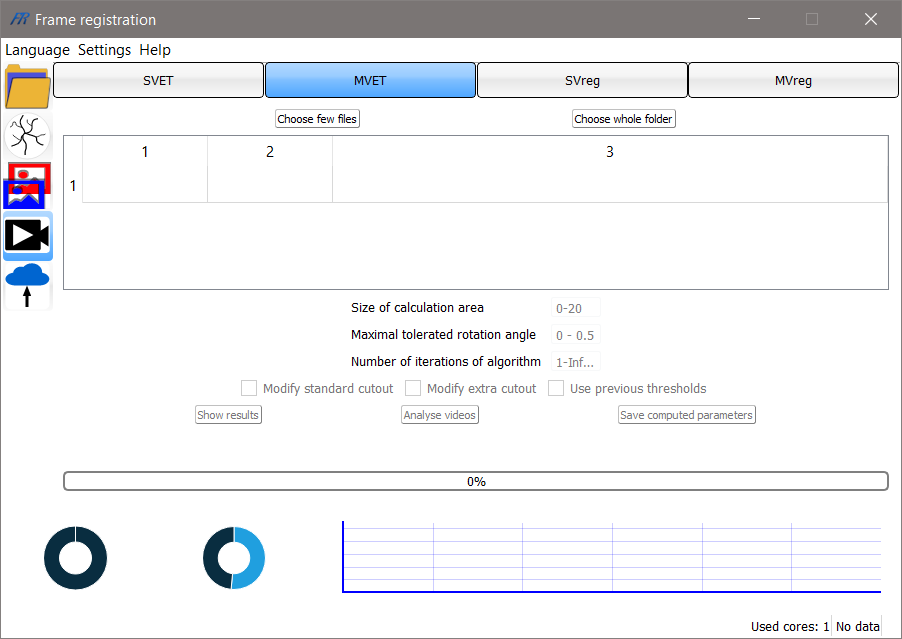 FR Frame registration
Language Settings Help
SVET MVET SVreg MVreg
Choose few files Choose whole folder
1 2 3
1
Size of calculation area 0-20
Maximal tolerated rotation angle 0 - 0.5
Number of iterations of algorithm 1-Inf...
Modify standard cutout Modify extra cutout Use previous thresholds
Show results Analyse videos Save computed parameters
0%
Used cores: 1 No data